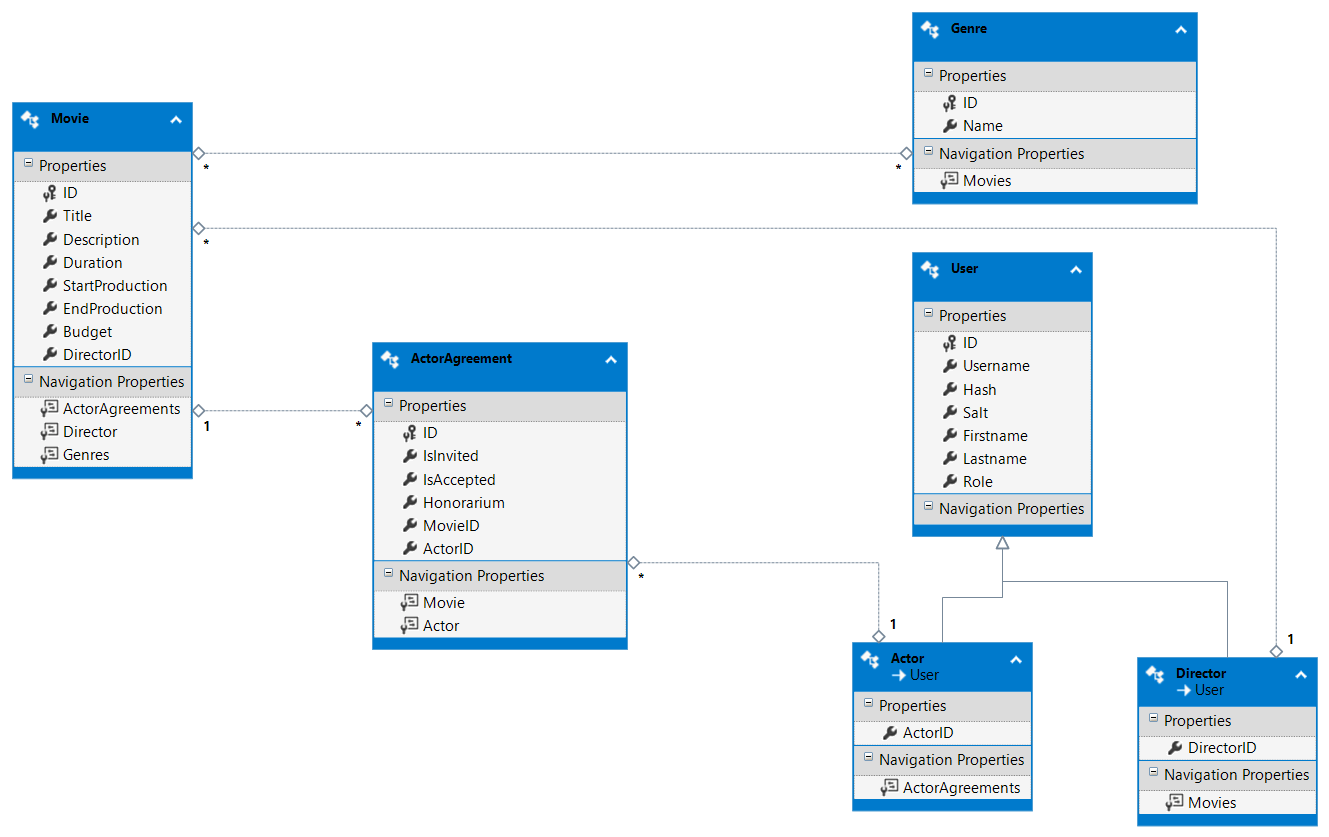 Movie
Properties
ID
Title
Description
Duration
StartProduction
EndProduction
Budget
DirectorID
Navigation Properties
ActorAgreements
Director
Genres
*
*
*
1
*
Genre
Properties
ID
Name
Navigation Properties
Movies
ActorAgreement
Properties
ID
IsInvited
IsAccepted
Honorarium
MovieID
ActorID
Navigation Properties
Movie
Actor
*
1
User
Properties
ID
Username
Hash
Salt
Firstname
Lastname
Role
Navigation Properties
Actor
User
Properties
ActorID
Navigation Properties
ActorAgreements
1
Director
User
Properties
DirectorID
Navigation Properties
Movies